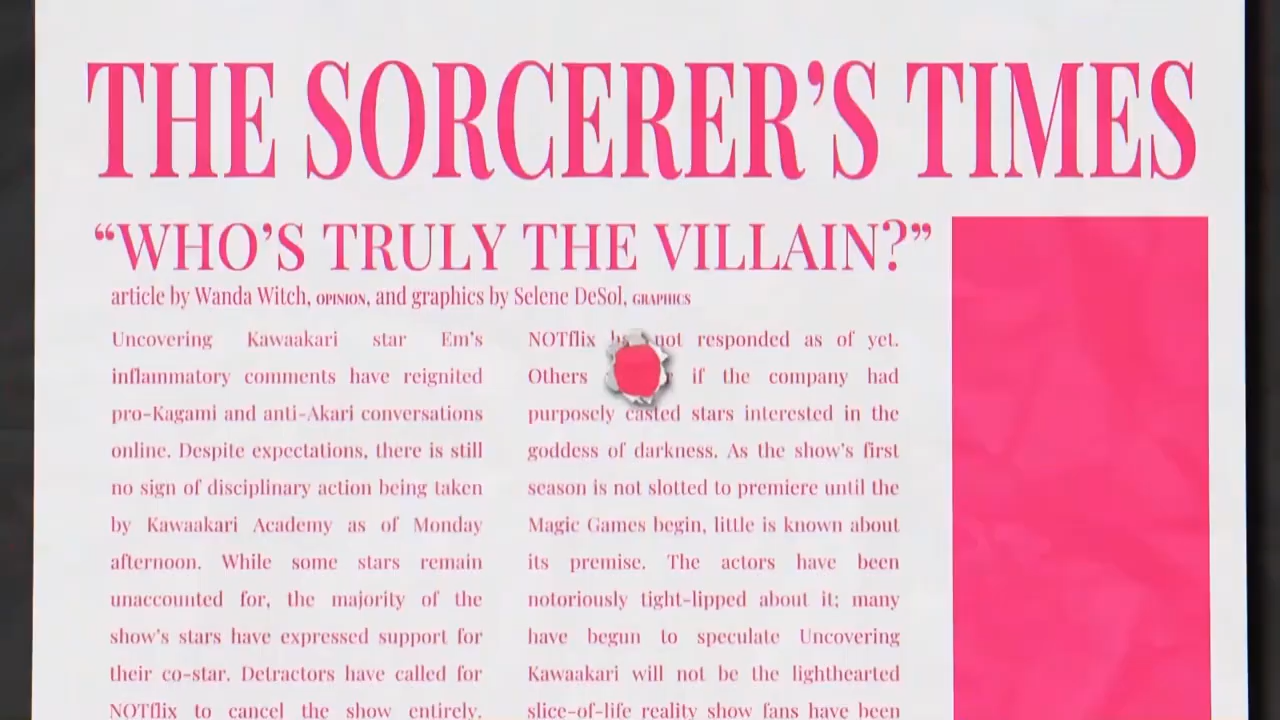 THE SORCERER’S TIMES
“WHO’S TRULY THE VILLAIN?”
article by Wanda Witch, OPINION, and graphics by Selene DeSol, GRAPHICS
Uncovering Kawaakari star Em’s
inflammatory comments have reignited
pro-Kagami and anti-Akari conversations
online. Despite expectations, there is still
no sign of disciplinary action being taken
by Kawaakari Academy as of Monday
afternoon. While some stars remain
unaccounted for, the majority of the
show’s stars have expressed support for
their co-star. Detractors have called for
NOTflix to cancel the show entirely.
NOTflix not responded as of yet.
Others if the company had
purposely casted stars interested in the
goddess of darkness. As the show’s first
season is not slotted to premiere until the
Magic Games begin, little is known about
its premise. The actors have been
notoriously tight-lipped about it; many
have begun to speculate Uncovering
Kawaakari will not be the lighthearted
slice-of-life reality show fans have been